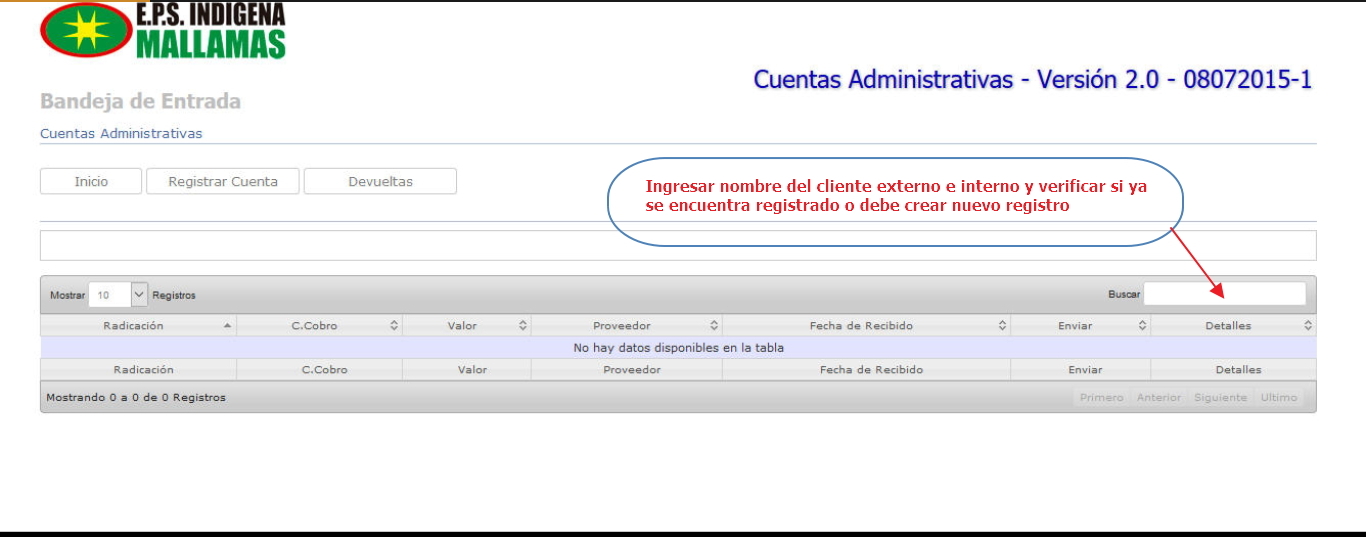 E.P.S. INDIGENA
MALLAMAS
Cuentas Administrativas - Versión 2.0 - 08072015-1
Bandeja de Entrada
Cuentas Administrativas
Inicio Registrar Cuenta Devueltas
Ingresar nombre del cliente externo e interno y verificar si ya
se encuentra registrado o debe crear nuevo registro
Mostrar 10 Registros Buscar
Radicación C.Cobro Valor Proveedor Fecha de Recibido Enviar Detalles
No hay datos disponibles en la tabla
Radicación C.Cobro Valor Proveedor Fecha de Recibido Enviar Detalles
Mostrando 0 a 0 de 0 Registros Primero Anterior Siguiente Ultimo